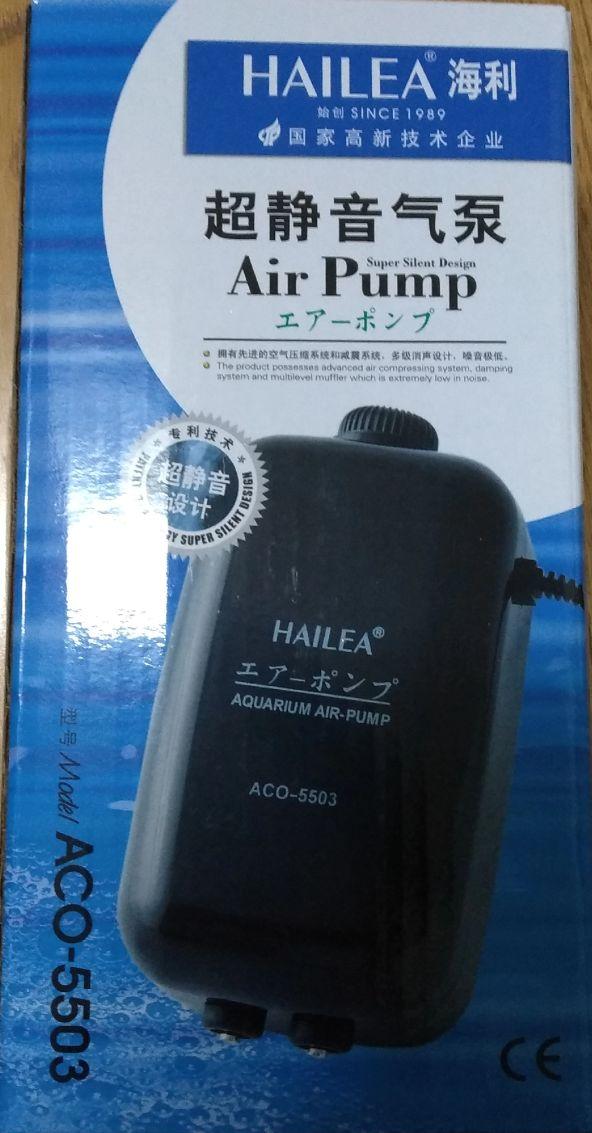 HAILEA® 海利
始创 SINCE 1989
国家高新技术企业
超静音气泵
Super Silent Design
Air Pump
エアーポンプ
拥有先进的空气压缩系统和减震系统，多级消声设计，噪音极低。
The product possesses advanced air compressing system, damping
system and multilevel muffler which is extremely low in noise.
专利技术
超静音
设计
SUPER SILENT DESIGN
HAILEA®
エアーポンプ
AQUARIUM AIR-PUMP
ACO-5503
型号 Model ACO-5503
CE